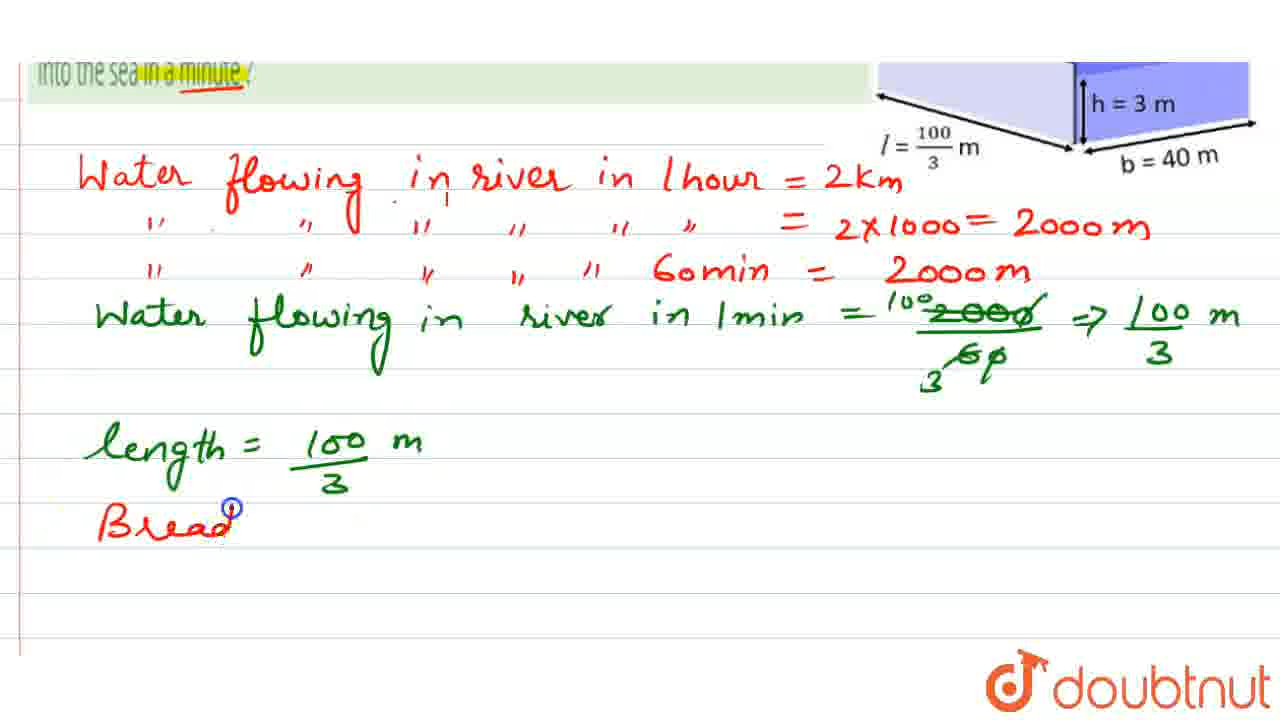 into the sea in a minute ?
h = 3 m
l = 100/3 m
b = 40 m
Water flowing in river in 1 hour = 2 Km
" " " " " " = 2 × 1000 = 2000 m
" " " " " 60 min = 2000 m
Water flowing in river in 1 min = 100 2000/60 3 => 100/3 m
length = 100/3 m
Bread
doubtnut